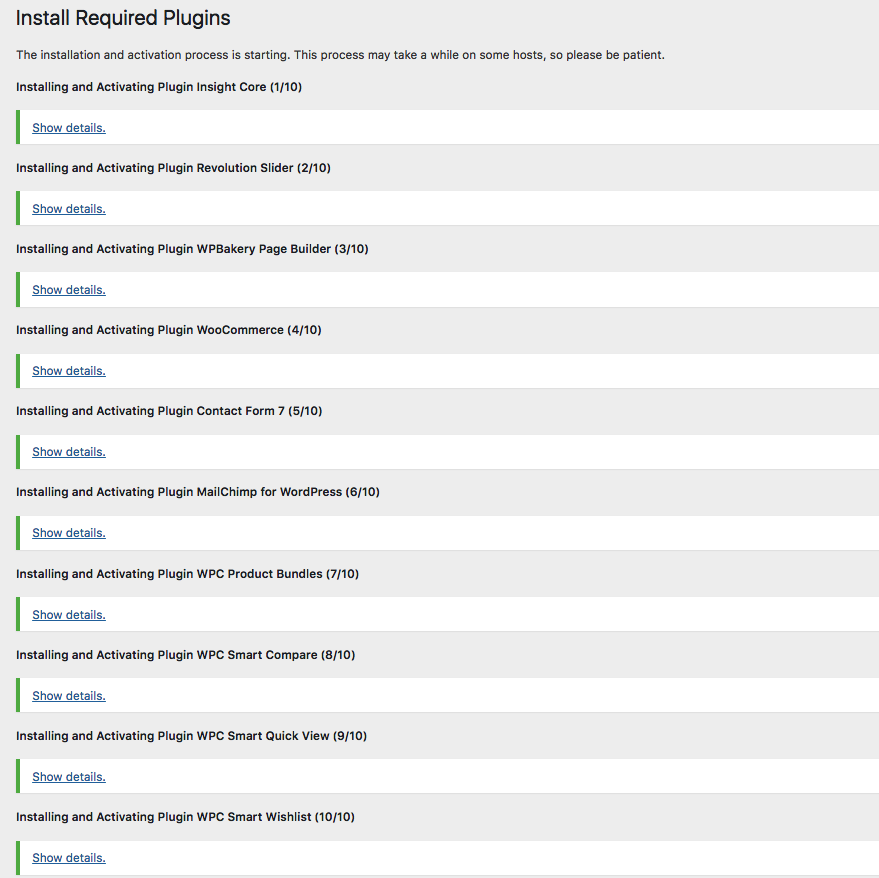 Install Required Plugins
The installation and activation process is starting. This process may take a while on some hosts, so please be patient.
Installing and Activating Plugin Insight Core (1/10)
Show details.
Installing and Activating Plugin Revolution Slider (2/10)
Show details.
Installing and Activating Plugin WPBakery Page Builder (3/10)
Show details.
Installing and Activating Plugin WooCommerce (4/10)
Show details.
Installing and Activating Plugin Contact Form 7 (5/10)
Show details.
Installing and Activating Plugin MailChimp for WordPress (6/10)
Show details.
Installing and Activating Plugin WPC Product Bundles (7/10)
Show details.
Installing and Activating Plugin WPC Smart Compare (8/10)
Show details.
Installing and Activating Plugin WPC Smart Quick View (9/10)
Show details.
Installing and Activating Plugin WPC Smart Wishlist (10/10)
Show details.